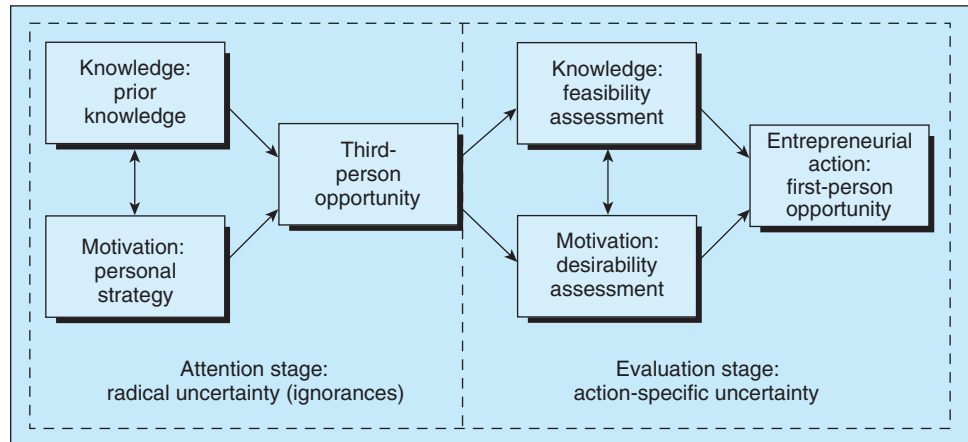 Knowledge:
prior
knowledge
Motivation:
personal
strategy
Third-
person
opportunity
Attention stage:
radical uncertainty (ignorances)
Knowledge:
feasibility
assessment
Motivation:
desirability
assessment
Entrepreneurial
action:
first-person
opportunity
Evaluation stage:
action-specific uncertainty